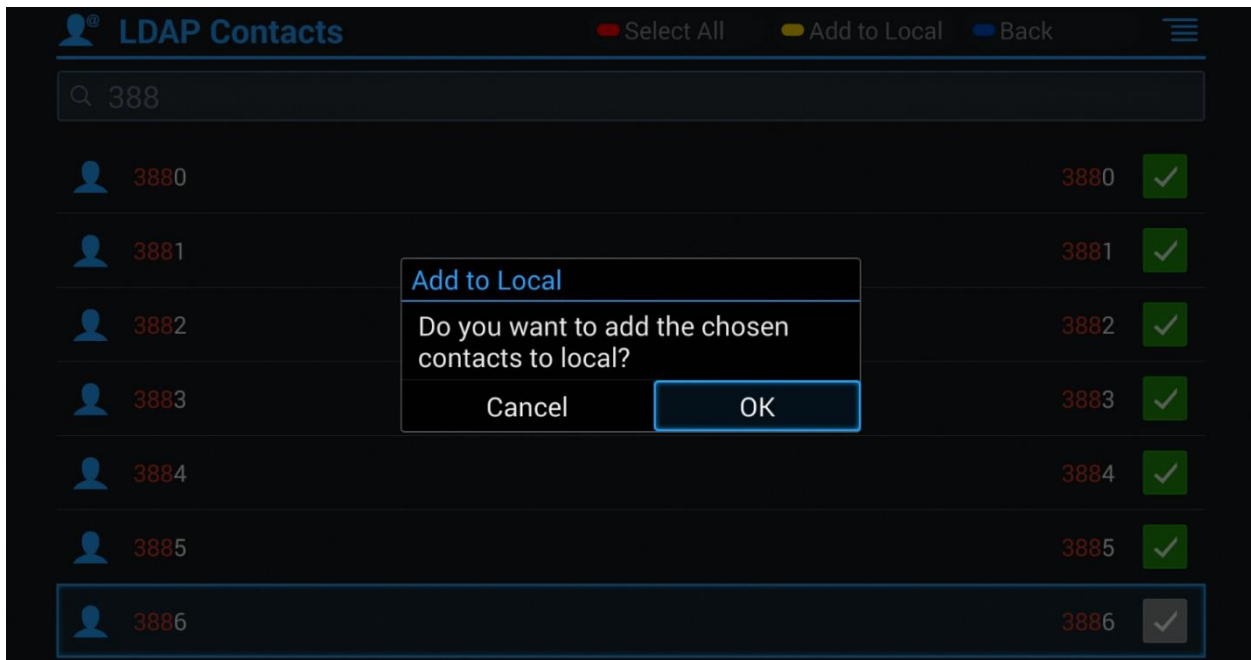 LDAP Contacts Select All Add to Local Back
388
3880 3880
3881 3881
Add to Local
3882 Do you want to add the chosen 3882
contacts to local?
3883 Cancel OK 3883
3884 3884
3885 3885
3886 3886